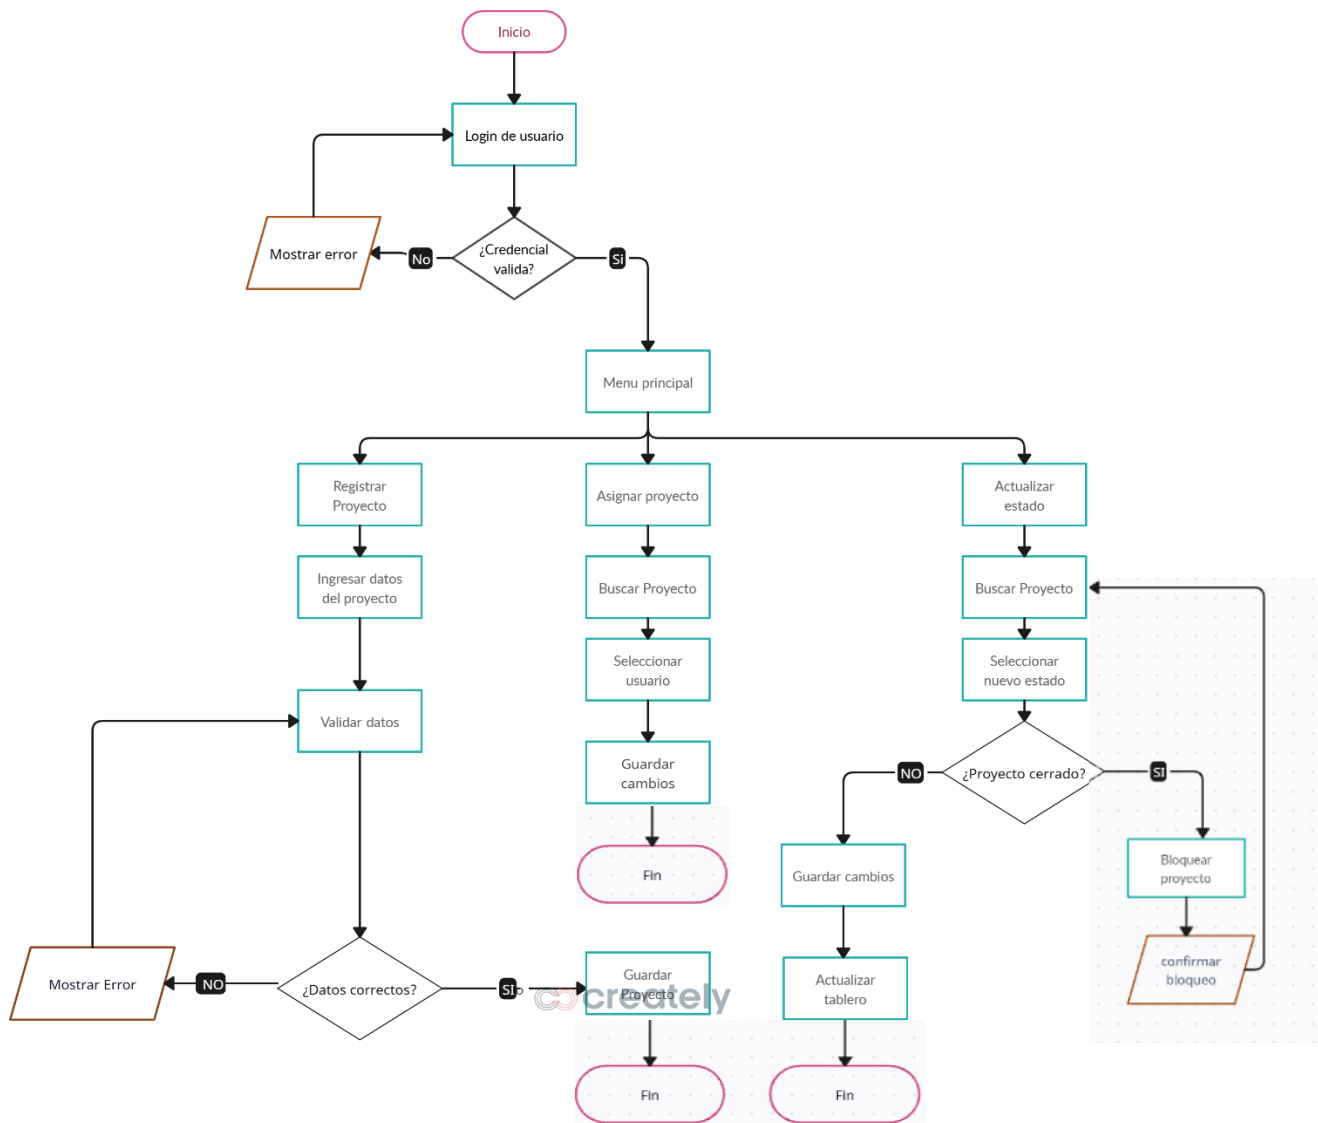 Inicio
Login de usuario
Mostrar error
No
¿Credencial
valida?
Si
Menu principal
Registrar
Proyecto
Asignar proyecto
Actualizar
estado
Ingresar datos
del proyecto
Buscar Proyecto
Buscar Proyecto
Seleccionar
usuario
Seleccionar
nuevo estado
Validar datos
Guardar
cambios
NO
¿Proyecto cerrado?
SI
Fin
Guardar cambios
Bloquear
proyecto
Mostrar Error
NO
¿Datos correctos?
SI
Guardar
Proyecto
creately
Actualizar
tablero
confirmar
bloqueo
Fin
Fin